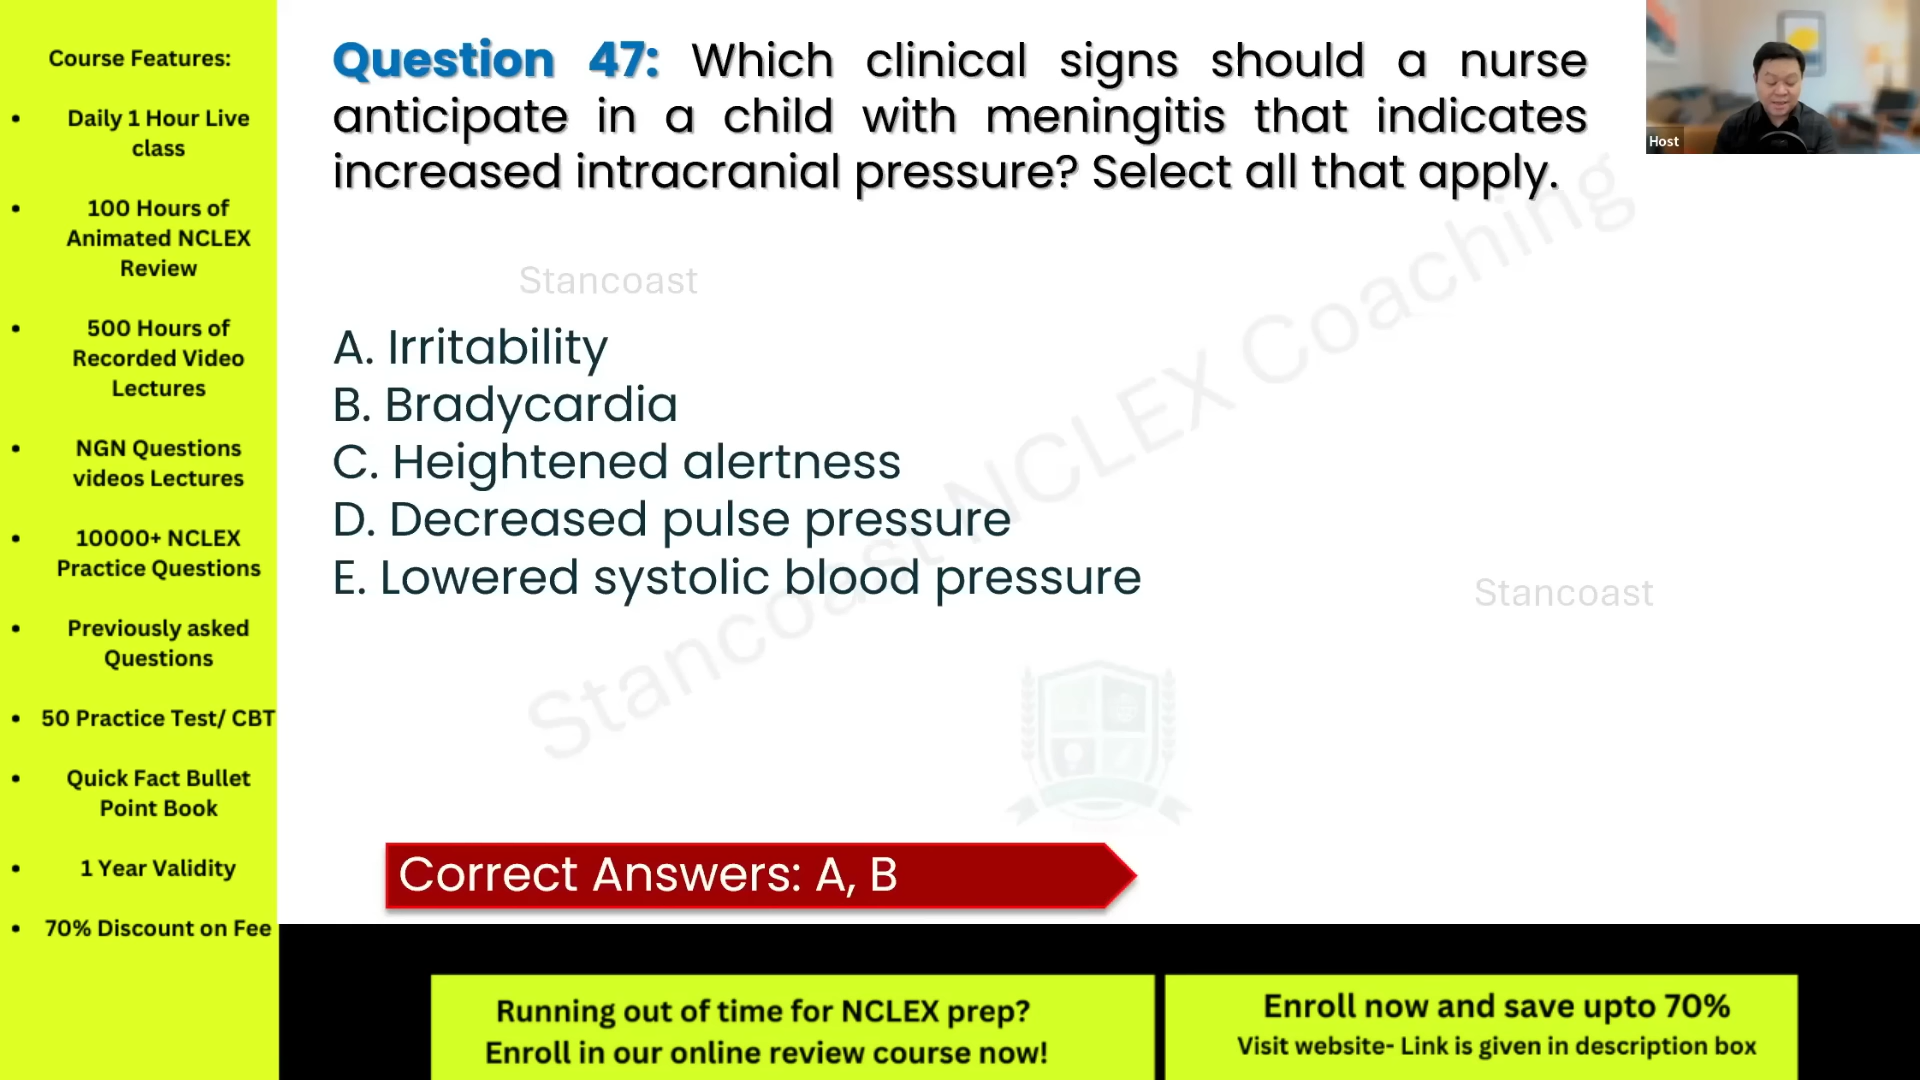 Course Features:
• Daily 1 Hour Live
class
• 100 Hours of
Animated NCLEX
Review
• 500 Hours of
Recorded Video
Lectures
• NGN Questions
videos Lectures
• 10000+ NCLEX
Practice Questions
• Previously asked
Questions
• 50 Practice Test/ CBT
• Quick Fact Bullet
Point Book
• 1 Year Validity
• 70% Discount on Fee
Question 47: Which clinical signs should a nurse
anticipate in a child with meningitis that indicates
increased intracranial pressure? Select all that apply.
Stancoast
A. Irritability
B. Bradycardia
C. Heightened alertness
D. Decreased pulse pressure
E. Lowered systolic blood pressure
Stancoast
Stancoast NCLEX Coaching
Correct Answers: A, B
Host
Running out of time for NCLEX prep?
Enroll in our online review course now!
Enroll now and save upto 70%
Visit website- Link is given in description box